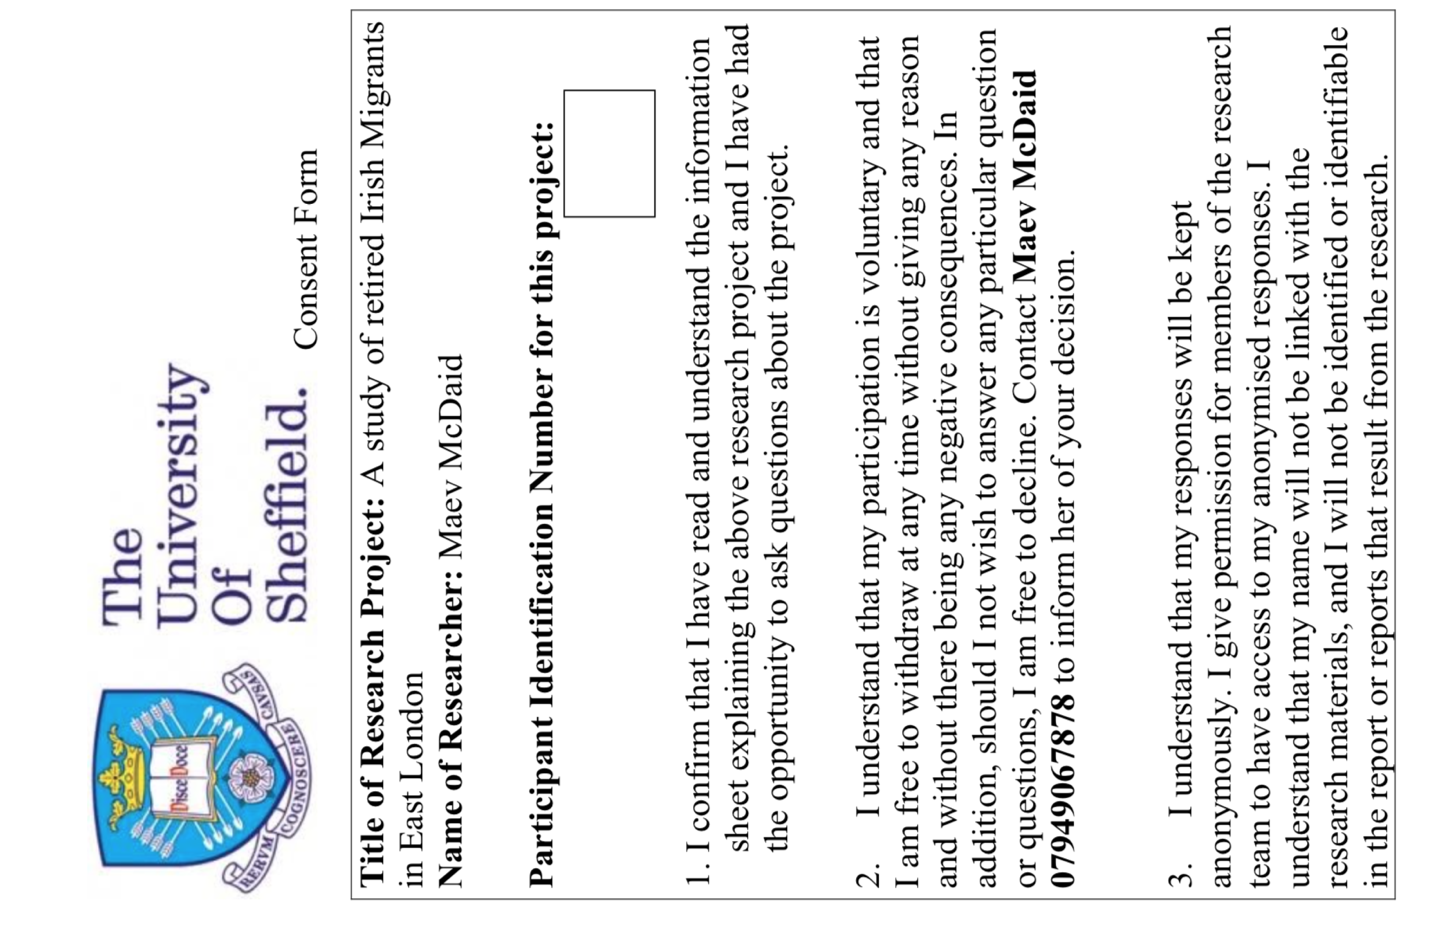 Disce Doce
RERVM COGNOSCERE CAVSAS
The
University
Of
Sheffield.
Consent Form
Title of Research Project: A study of retired Irish Migrants
in East London
Name of Researcher: Maev McDaid
Participant Identification Number for this project:
1. I confirm that I have read and understand the information
sheet explaining the above research project and I have had
the opportunity to ask questions about the project.
2. I understand that my participation is voluntary and that
I am free to withdraw at any time without giving any reason
and without there being any negative consequences. In
addition, should I not wish to answer any particular question
or questions, I am free to decline. Contact Maev McDaid
07949067878 to inform her of your decision.
3. I understand that my responses will be kept
anonymously. I give permission for members of the research
team to have access to my anonymised responses. I
understand that my name will not be linked with the
research materials, and I will not be identified or identifiable
in the report or reports that result from the research.